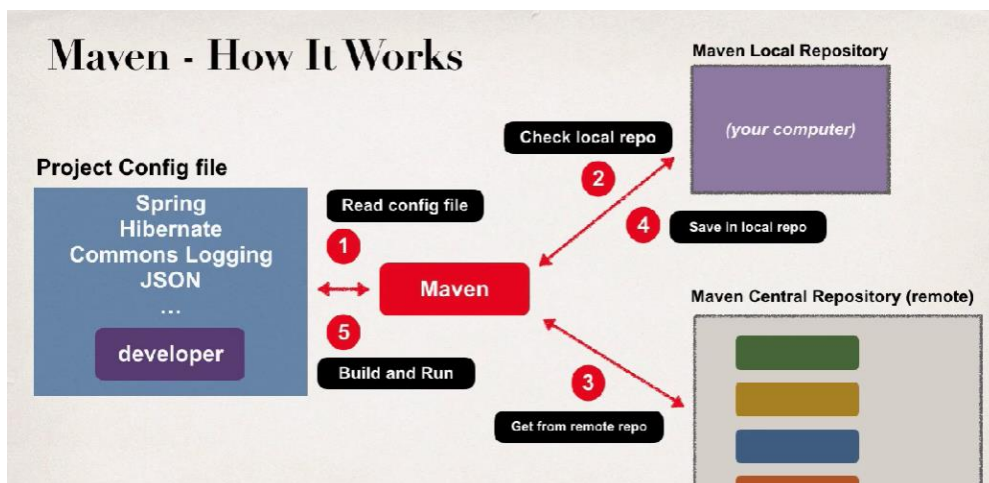 Maven - How It Works
Maven Local Repository
(your computer)
Check local repo
2
Project Config file
Spring
Hibernate
Commons Logging
JSON
...
developer
Read config file
1
4
Save in local repo
Maven
Maven Central Repository (remote)
5
Build and Run
3
Get from remote repo